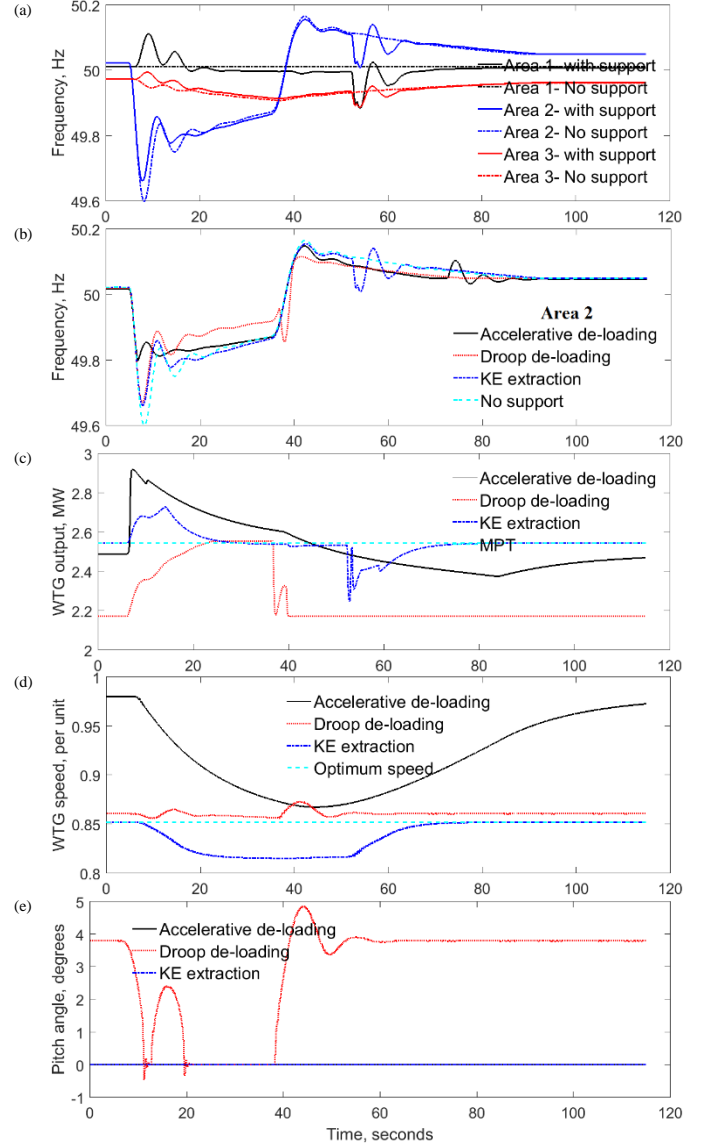 (a)
50.2
50
49.8
49.6
Frequency, Hz
Area 1- with support
Area 1- No support
Area 2- with support
Area 2- No support
Area 3- with support
Area 3- No support
0 20 40 60 80 100 120
(b)
50.2
50
49.8
49.6
Frequency, Hz
Area 2
Accelerative de-loading
Droop de-loading
KE extraction
No support
0 20 40 60 80 100 120
(c)
3
2.8
2.6
2.4
2.2
2
WTG output, MW
Accelerative de-loading
Droop de-loading
KE extraction
MPT
0 20 40 60 80 100 120
(d)
1
0.95
0.9
0.85
0.8
WTG speed, per unit
Accelerative de-loading
Droop de-loading
KE extraction
Optimum speed
0 20 40 60 80 100 120
(e)
5
4
3
2
1
0
-1
Pitch angle, degrees
Accelerative de-loading
Droop de-loading
KE extraction
0 20 40 60 80 100 120
Time, seconds